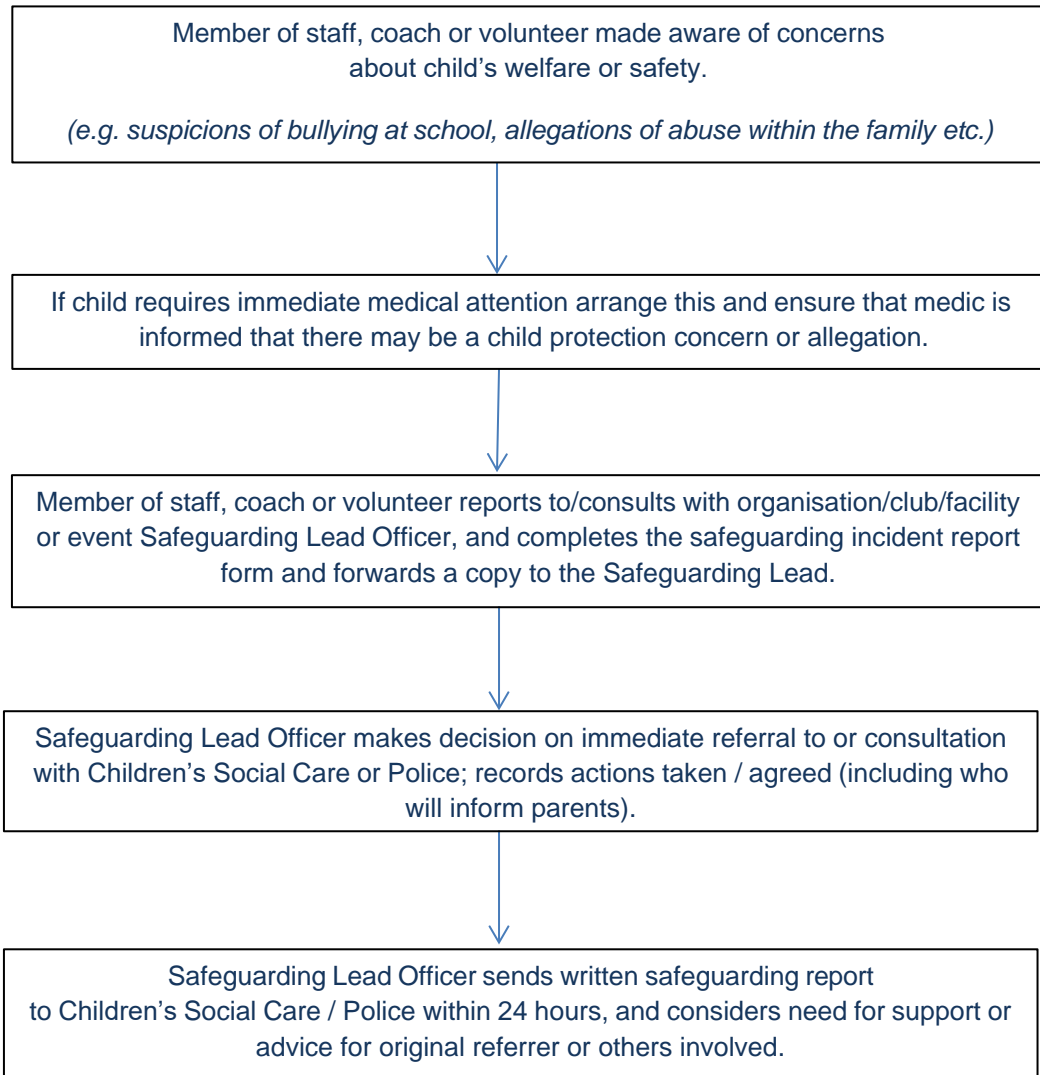 Member of staff, coach or volunteer made aware of concerns
about child’s welfare or safety.
(e.g. suspicions of bullying at school, allegations of abuse within the family etc.)
If child requires immediate medical attention arrange this and ensure that medic is
informed that there may be a child protection concern or allegation.
Member of staff, coach or volunteer reports to/consults with organisation/club/facility
or event Safeguarding Lead Officer, and completes the safeguarding incident report
form and forwards a copy to the Safeguarding Lead.
Safeguarding Lead Officer makes decision on immediate referral to or consultation
with Children’s Social Care or Police; records actions taken / agreed (including who
will inform parents).
Safeguarding Lead Officer sends written safeguarding report
to Children’s Social Care / Police within 24 hours, and considers need for support or
advice for original referrer or others involved.